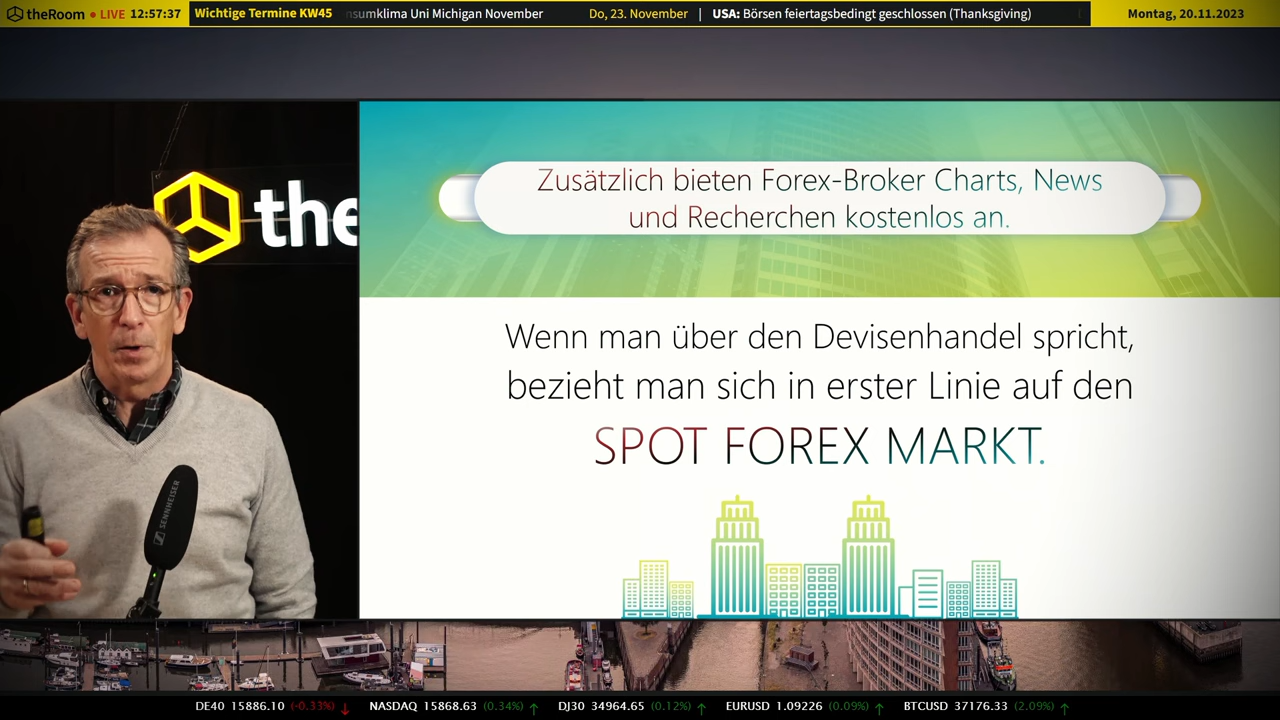 theRoom • LIVE 12:57:37 Wichtige Termine KW45 nsumklima Uni Michigan November Do, 23. November | USA: Börsen feiertagsbedingt geschlossen (Thanksgiving) Montag, 20.11.2023
the
Zusätzlich bieten Forex-Broker Charts, News
und Recherchen kostenlos an.
Wenn man über den Devisenhandel spricht,
bezieht man sich in erster Linie auf den
SPOT FOREX MARKT.
SENNHEISER
DE40 15886.10 (-0.33%) ↓ NASDAQ 15868.63 (0.34%) ↑ DJ30 34964.65 (0.12%) ↑ EURUSD 1.09226 (0.09%) ↑ BTCUSD 37176.33 (2.09%) ↑